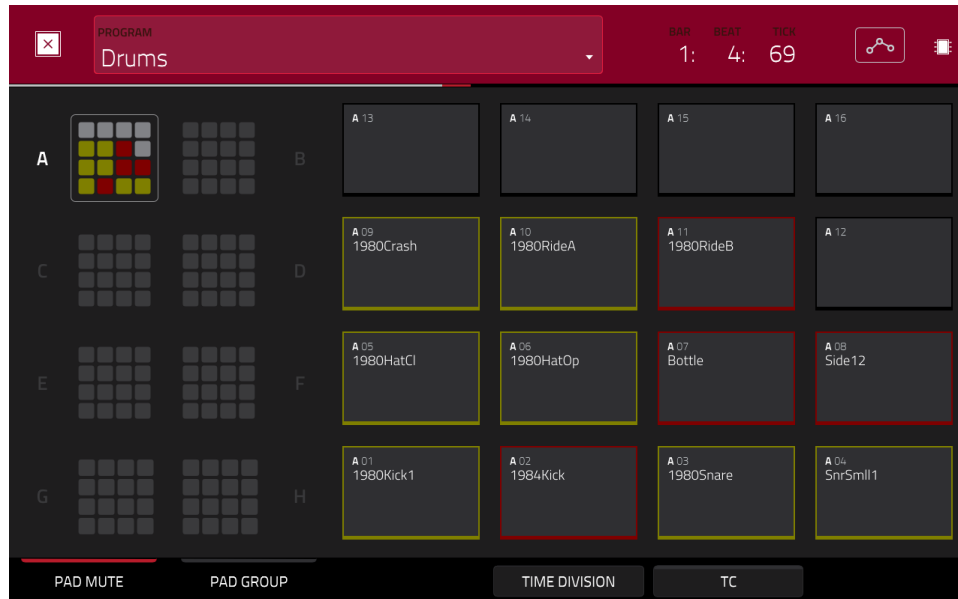 PROGRAM
Drums
BAR BEAT TICK
1: 4: 69
A
B
C
D
E
F
G
H
A 13
A 14
A 15
A 16
A 09
1980Crash
A 10
1980RideA
A 11
1980RideB
A 12
A 05
1980HatCl
A 06
1980HatOp
A 07
Bottle
A 08
Side12
A 01
1980Kick1
A 02
1984Kick
A 03
1980Snare
A 04
SnrSmll1
PAD MUTE
PAD GROUP
TIME DIVISION
TC